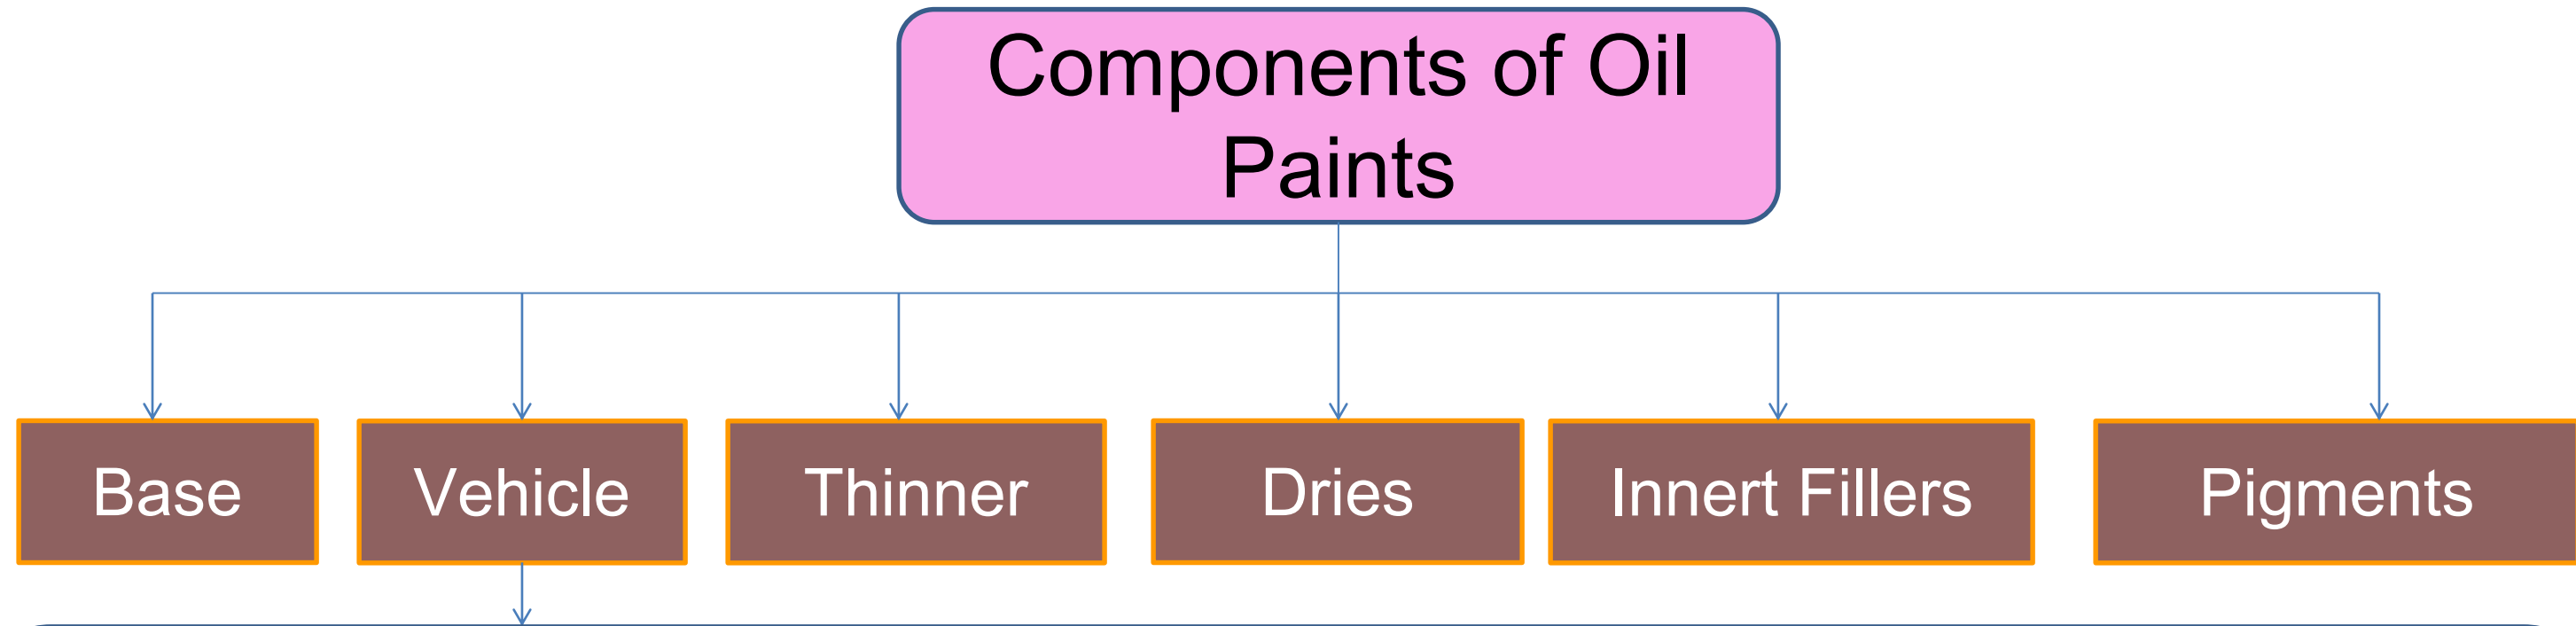 Components of Oil
Paints
Base
Vehicle
Thinner
Dries
Innert Fillers
Pigments